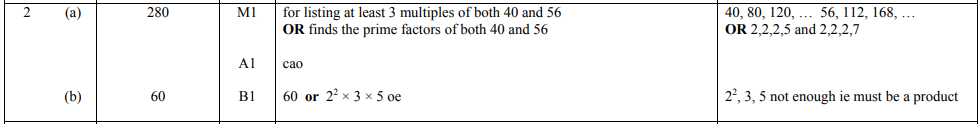 2 (a) 280 M1 for listing at least 3 multiples of both 40 and 56 40, 80, 120, … 56, 112, 168, …
OR finds the prime factors of both 40 and 56 OR 2,2,2,5 and 2,2,2,7
A1 cao
(b) 60 B1 60 or 2² × 3 × 5 oe 2², 3, 5 not enough ie must be a product